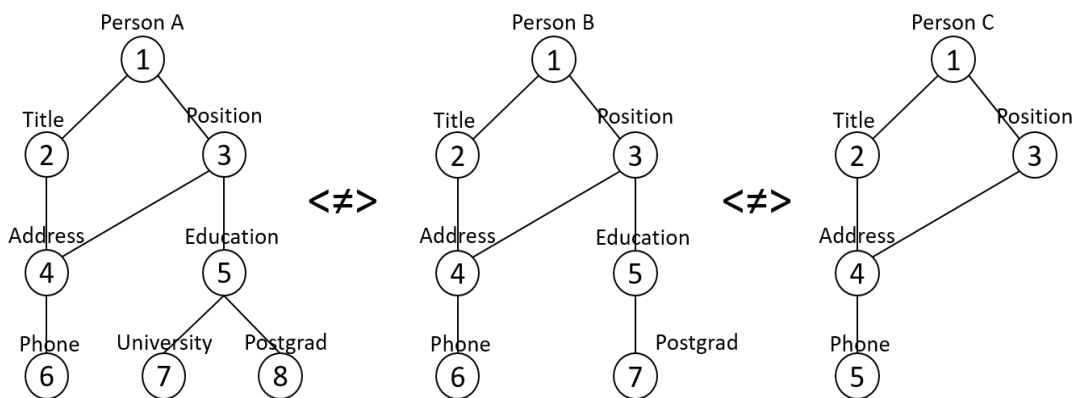 Person A
1
Title
2
Position
3
Address
4
Education
5
Phone
6
University
7
Postgrad
8
<≠>
Person B
1
Title
2
Position
3
Address
4
Education
5
Phone
6
Postgrad
7
<≠>
Person C
1
Title
2
Position
3
Address
4
Phone
5